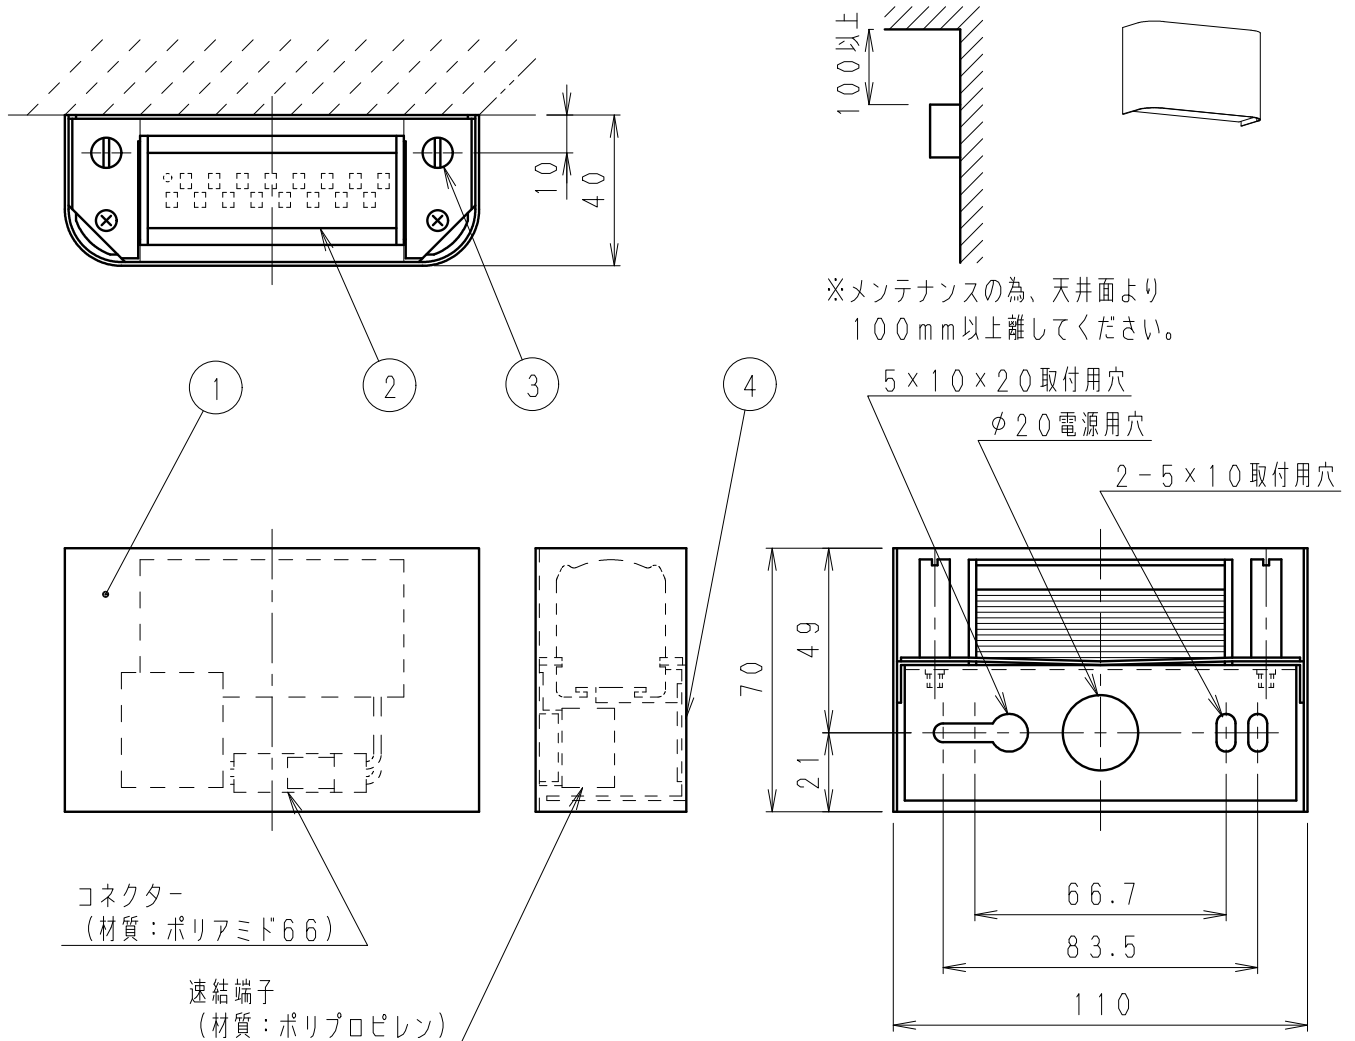 100以上
10
40
※メンテナンスの為、天井面より
100mm以上離してください。
1
2
3
4
5×10×20取付用穴
φ20電源用穴
2-5×10取付用穴
70
49
21
66.7
83.5
110
コネクター
(材質:ポリアミド66)
速結端子
(材質:ポリプロピレン)